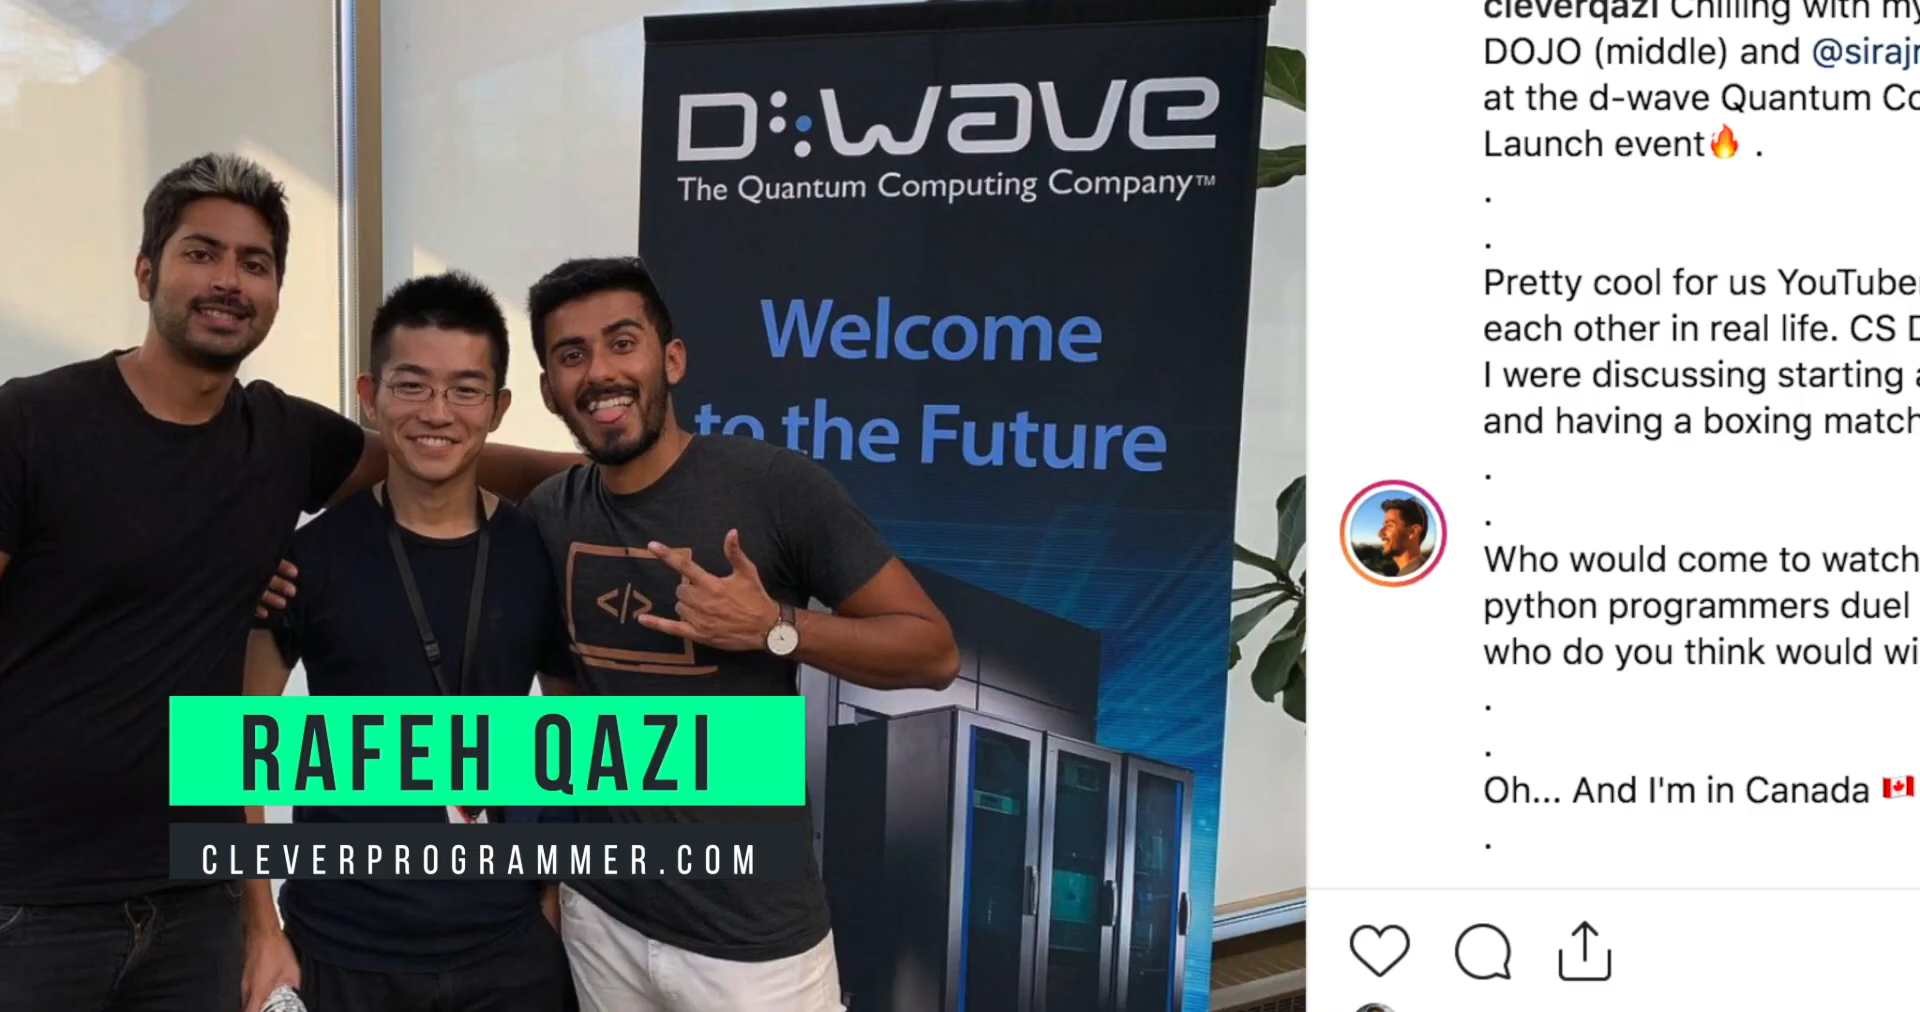 D:wave
The Quantum Computing Company™
Welcome
to the Future
</>
RAFEH QAZI
CLEVERPROGRAMMER.COM
cleverqazi Chilling with my
DOJO (middle) and @siraj
at the d-wave Quantum Co
Launch event🔥 .
.
.
Pretty cool for us YouTube
each other in real life. CS D
I were discussing starting a
and having a boxing match
.
.
Who would come to watch
python programmers duel
who do you think would wi
.
.
Oh... And I'm in Canada 🇨🇦
.